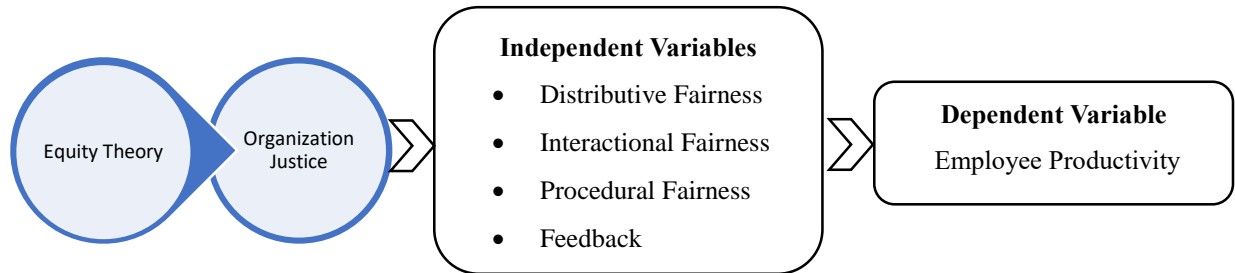 Equity Theory
Organization
Justice
Independent Variables
• Distributive Fairness
• Interactional Fairness
• Procedural Fairness
• Feedback
Dependent Variable
Employee Productivity